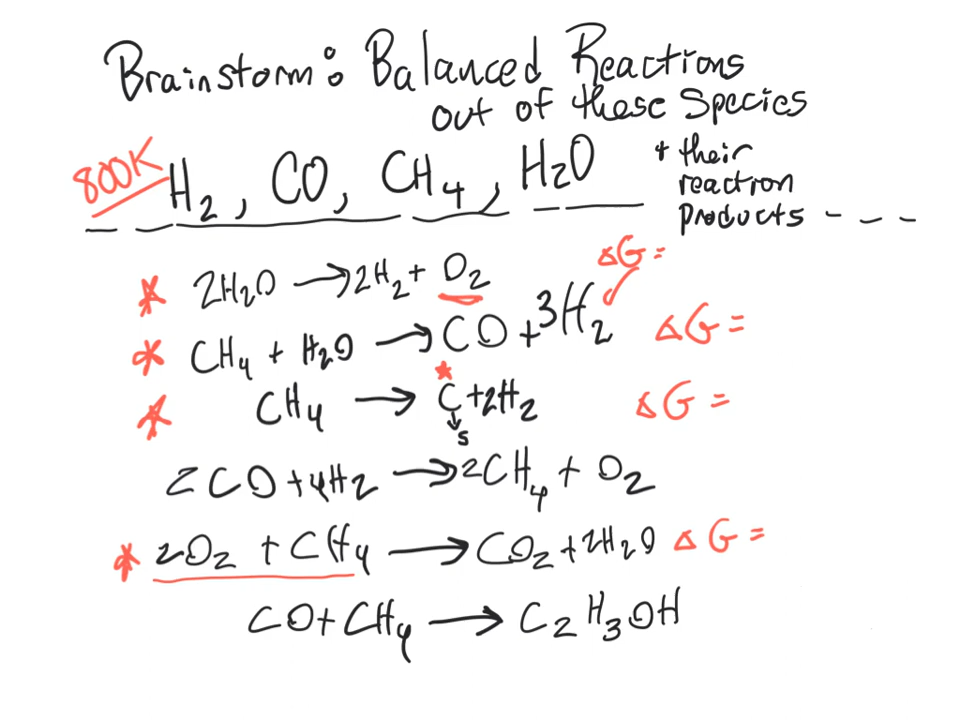 Brainstorm: Balanced Reactions
out of these Species
800K H2, CO, CH4, H2O + their
reaction
products - - -
* 2H2O → 2H2 + O2 ΔG =
* CH4 + H2O → CO + 3H2 ✓ ΔG =
*
* CH4 → C + 2H2 ΔG =
↓
s
2CO + 4H2 → 2CH4 + O2
* 2O2 + CH4 → CO2 + 2H2O ΔG =
CO + CH4 → C2H3OH